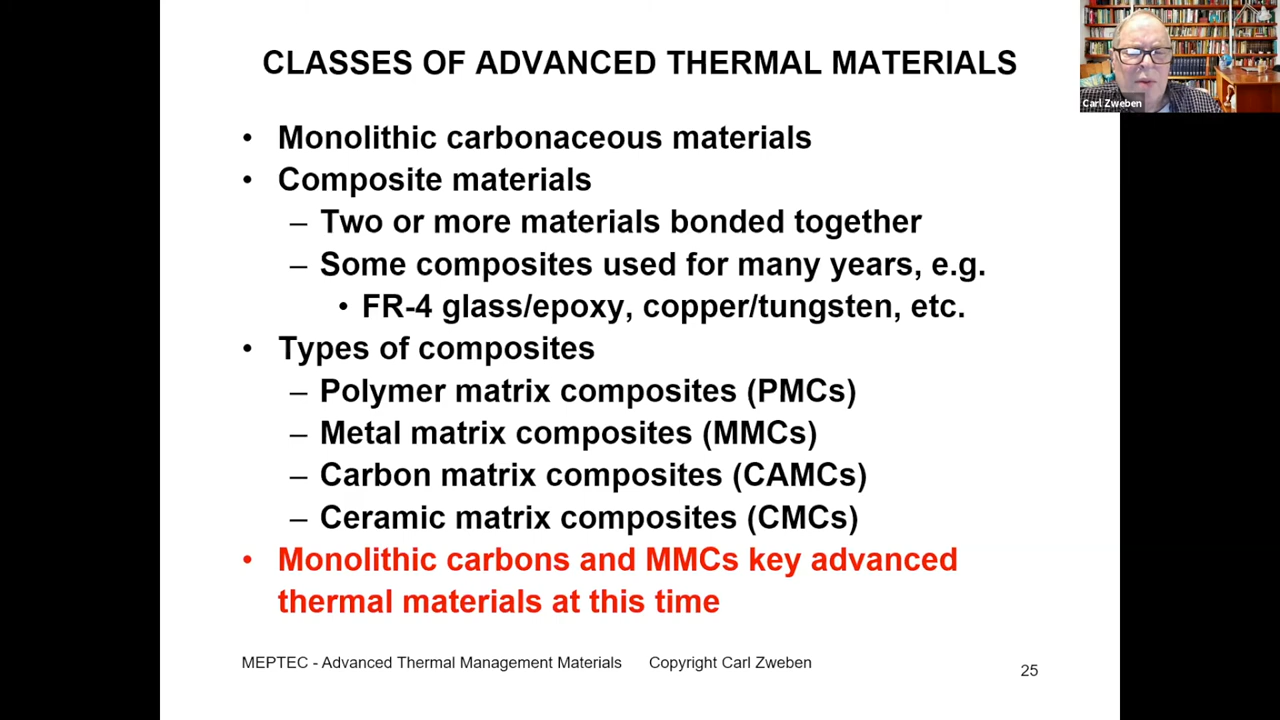 CLASSES OF ADVANCED THERMAL MATERIALS
Carl Zweben
• Monolithic carbonaceous materials
• Composite materials
– Two or more materials bonded together
– Some composites used for many years, e.g.
• FR-4 glass/epoxy, copper/tungsten, etc.
• Types of composites
– Polymer matrix composites (PMCs)
– Metal matrix composites (MMCs)
– Carbon matrix composites (CAMCs)
– Ceramic matrix composites (CMCs)
• Monolithic carbons and MMCs key advanced
thermal materials at this time
MEPTEC - Advanced Thermal Management Materials Copyright Carl Zweben
25